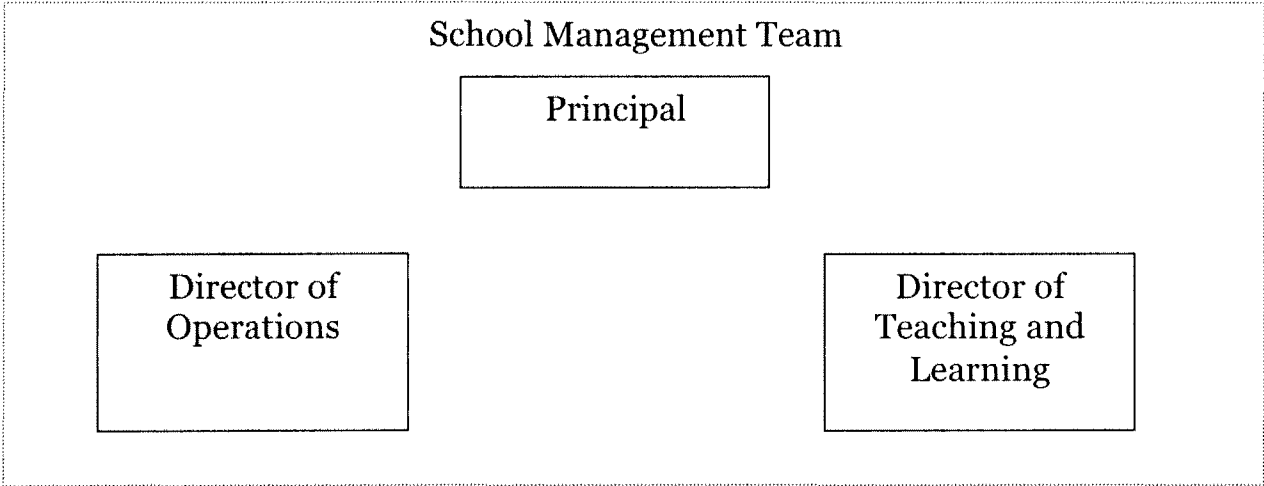 School Management Team
Principal
Director of
Operations
Director of
Teaching and
Learning